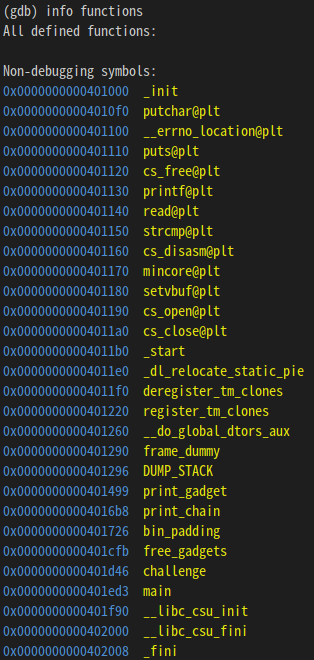 (gdb) info functions
All defined functions:
Non-debugging symbols:
0x0000000000401000 _init
0x00000000004010f0 putchar@plt
0x0000000000401100 __errno_location@plt
0x0000000000401110 puts@plt
0x0000000000401120 cs_free@plt
0x0000000000401130 printf@plt
0x0000000000401140 read@plt
0x0000000000401150 strcmp@plt
0x0000000000401160 cs_disasm@plt
0x0000000000401170 mincore@plt
0x0000000000401180 setvbuf@plt
0x0000000000401190 cs_open@plt
0x00000000004011a0 cs_close@plt
0x00000000004011b0 _start
0x00000000004011e0 _dl_relocate_static_pie
0x00000000004011f0 deregister_tm_clones
0x0000000000401220 register_tm_clones
0x0000000000401260 __do_global_dtors_aux
0x0000000000401290 frame_dummy
0x0000000000401296 DUMP_STACK
0x0000000000401499 print_gadget
0x00000000004016b8 print_chain
0x0000000000401726 bin_padding
0x0000000000401cfb free_gadgets
0x0000000000401d46 challenge
0x0000000000401ed3 main
0x0000000000401f90 __libc_csu_init
0x0000000000402000 __libc_csu_fini
0x0000000000402008 _fini